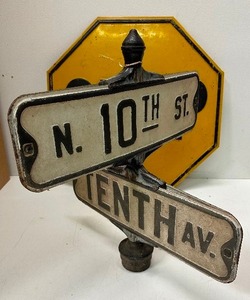 N. 10TH ST.
TENTH AV.